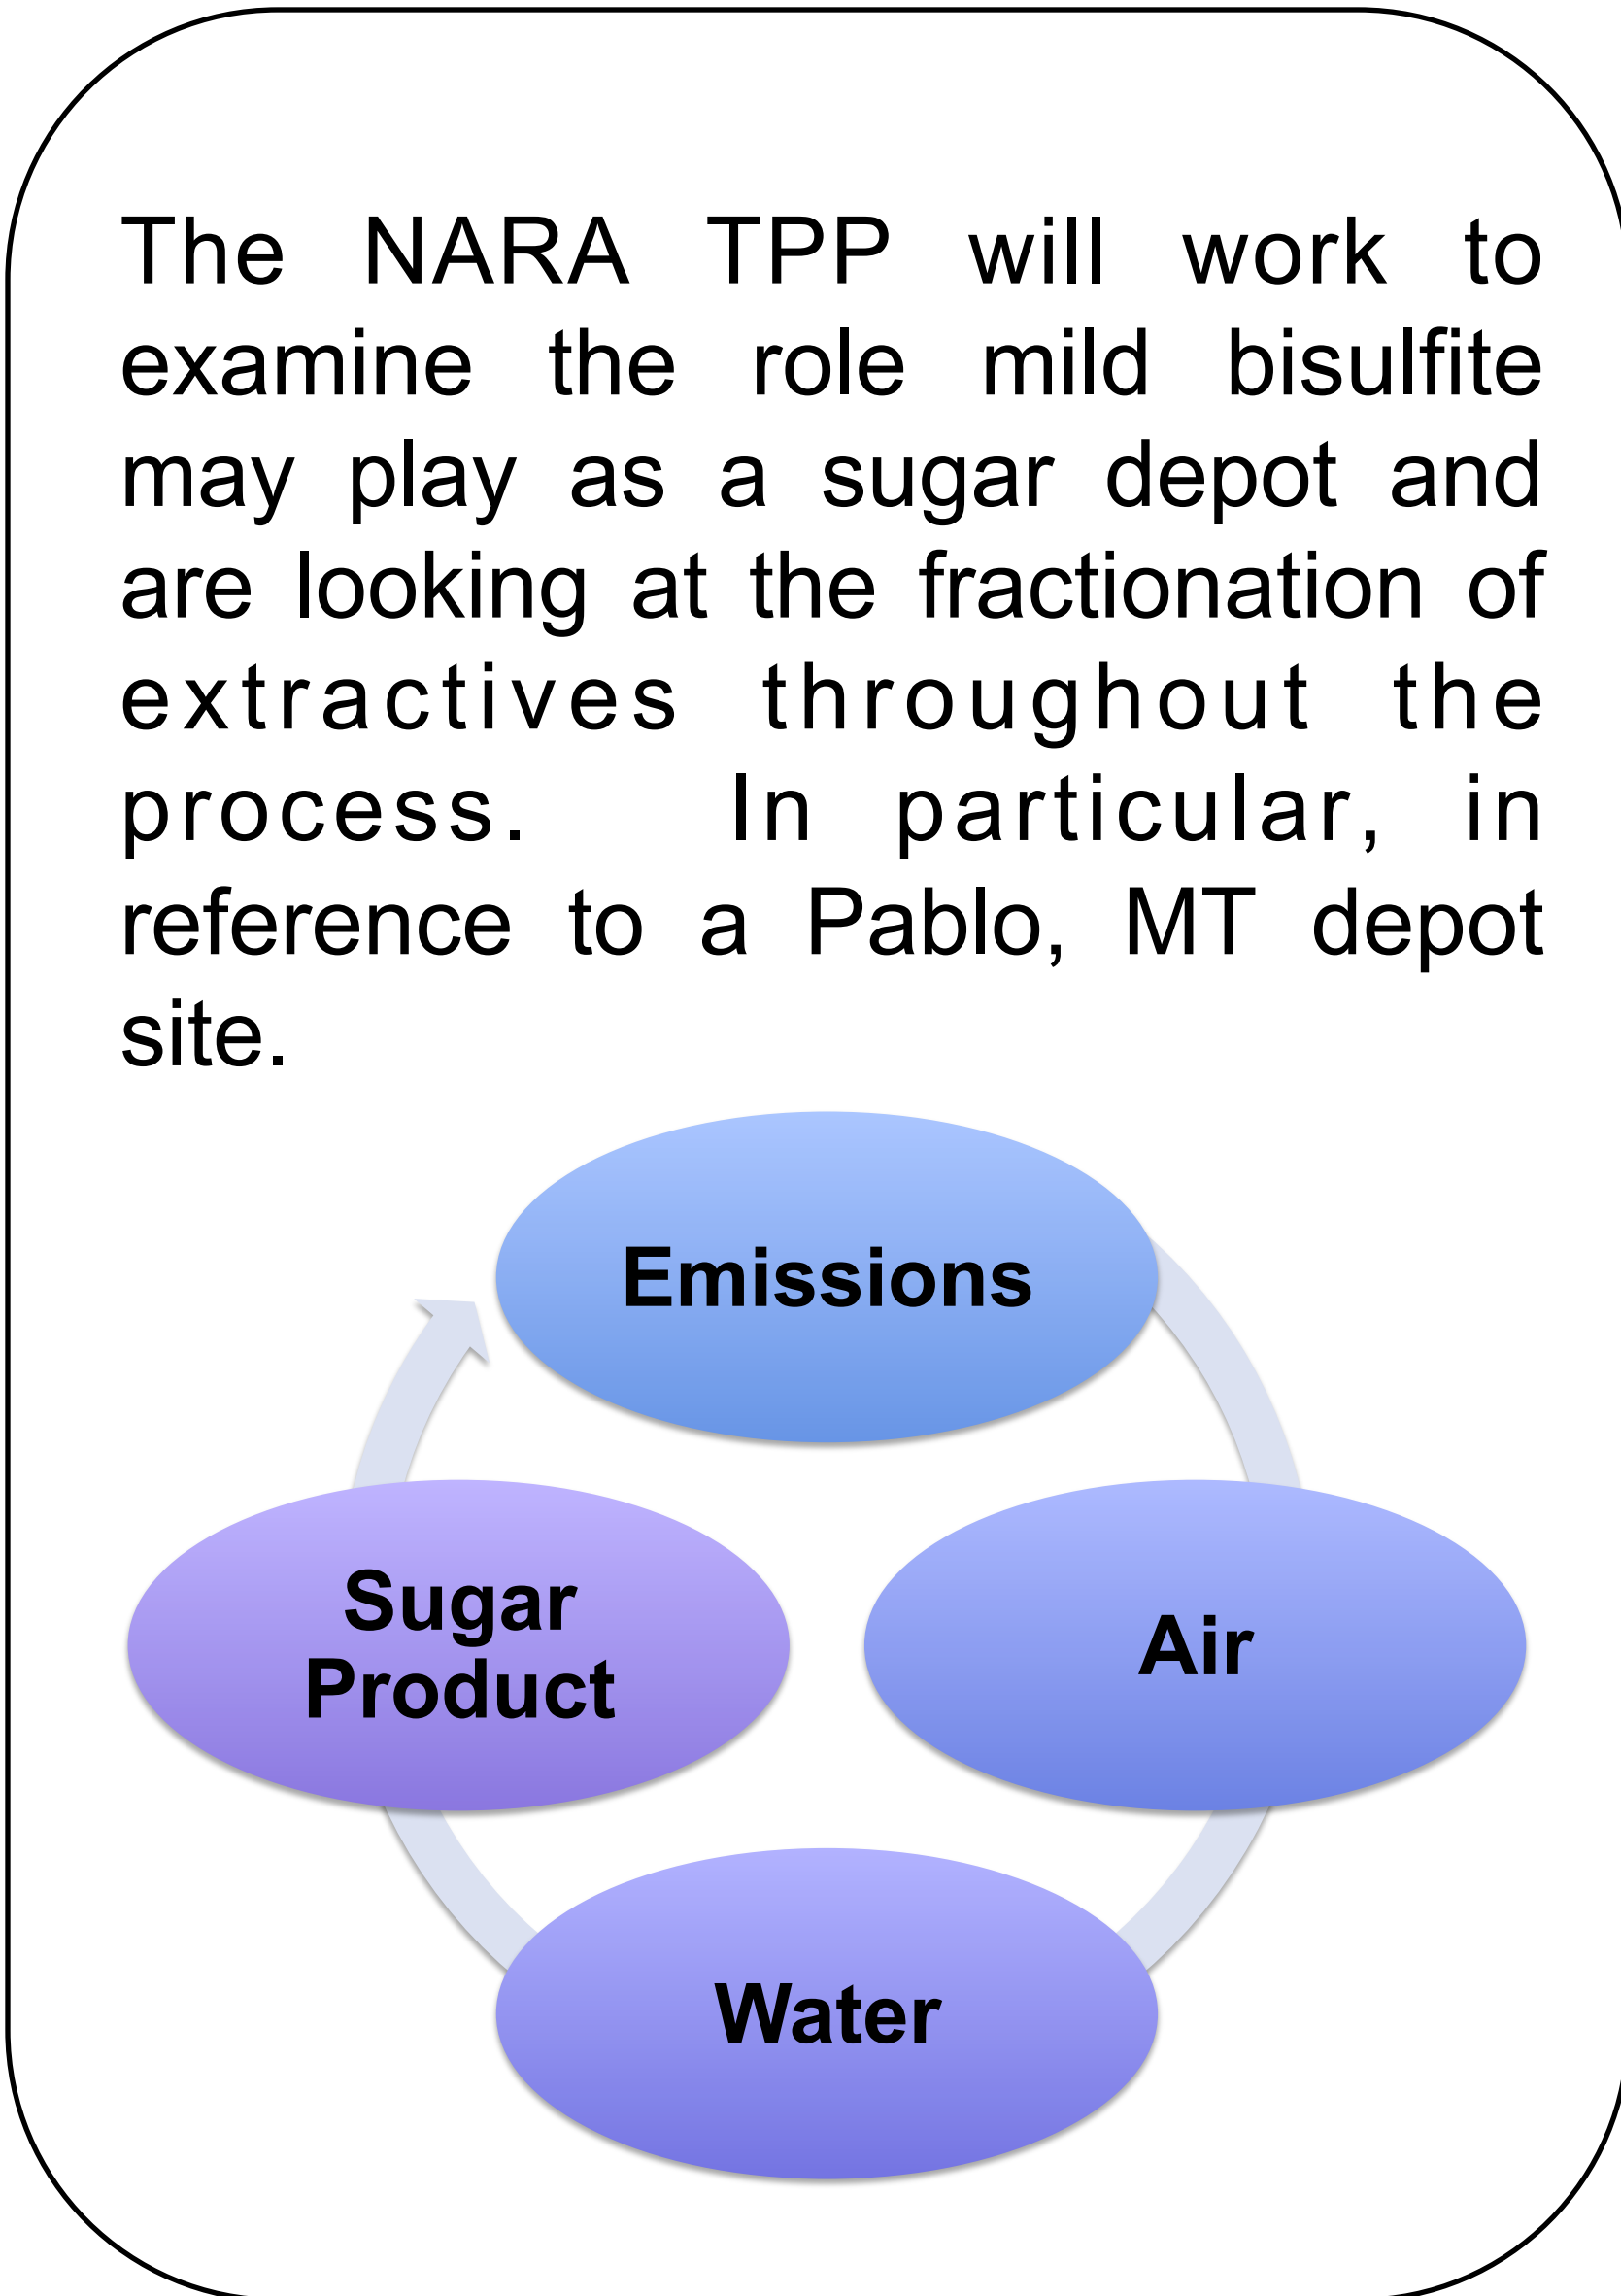 The NARA TPP will work to
examine the role mild bisulfite
may play as a sugar depot and
are looking at the fractionation of
extractives throughout the
process. In particular, in
reference to a Pablo, MT depot
site.
Emissions
Sugar
Product
Air
Water